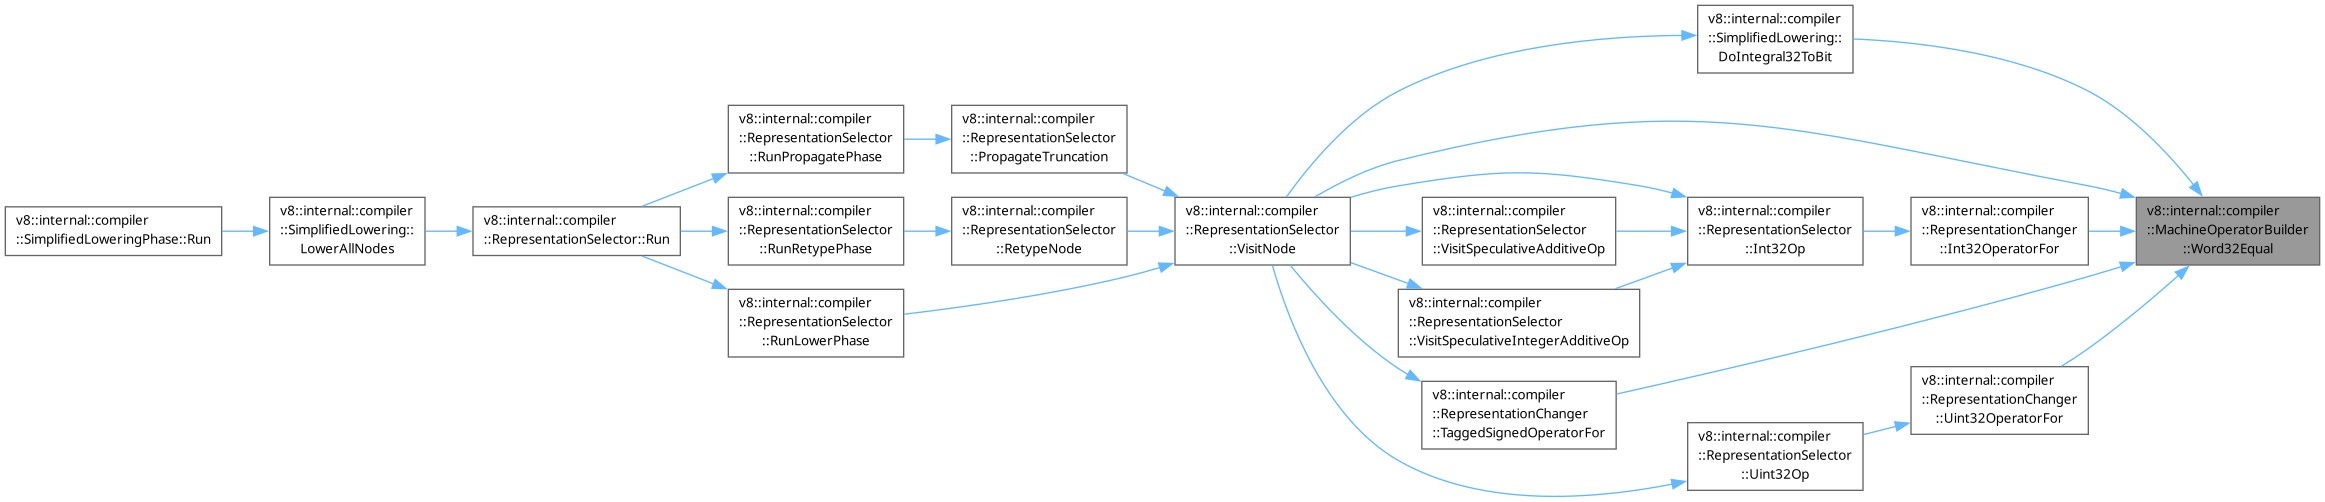 v8::internal::compiler
::SimplifiedLoweringPhase::Run
v8::internal::compiler
::SimplifiedLowering::
LowerAllNodes
v8::internal::compiler
::RepresentationSelector::Run
v8::internal::compiler
::RepresentationSelector
::RunPropagatePhase
v8::internal::compiler
::RepresentationSelector
::RunRetypePhase
v8::internal::compiler
::RepresentationSelector
::RunLowerPhase
v8::internal::compiler
::RepresentationSelector
::PropagateTruncation
v8::internal::compiler
::RepresentationSelector
::RetypeNode
v8::internal::compiler
::RepresentationSelector
::VisitNode
v8::internal::compiler
::RepresentationSelector
::VisitSpeculativeAdditiveOp
v8::internal::compiler
::RepresentationSelector
::VisitSpeculativeIntegerAdditiveOp
v8::internal::compiler
::RepresentationChanger
::TaggedSignedOperatorFor
v8::internal::compiler
::SimplifiedLowering::
DoIntegral32ToBit
v8::internal::compiler
::RepresentationSelector
::Int32Op
v8::internal::compiler
::RepresentationSelector
::Uint32Op
v8::internal::compiler
::RepresentationChanger
::Int32OperatorFor
v8::internal::compiler
::RepresentationChanger
::Uint32OperatorFor
v8::internal::compiler
::MachineOperatorBuilder
::Word32Equal